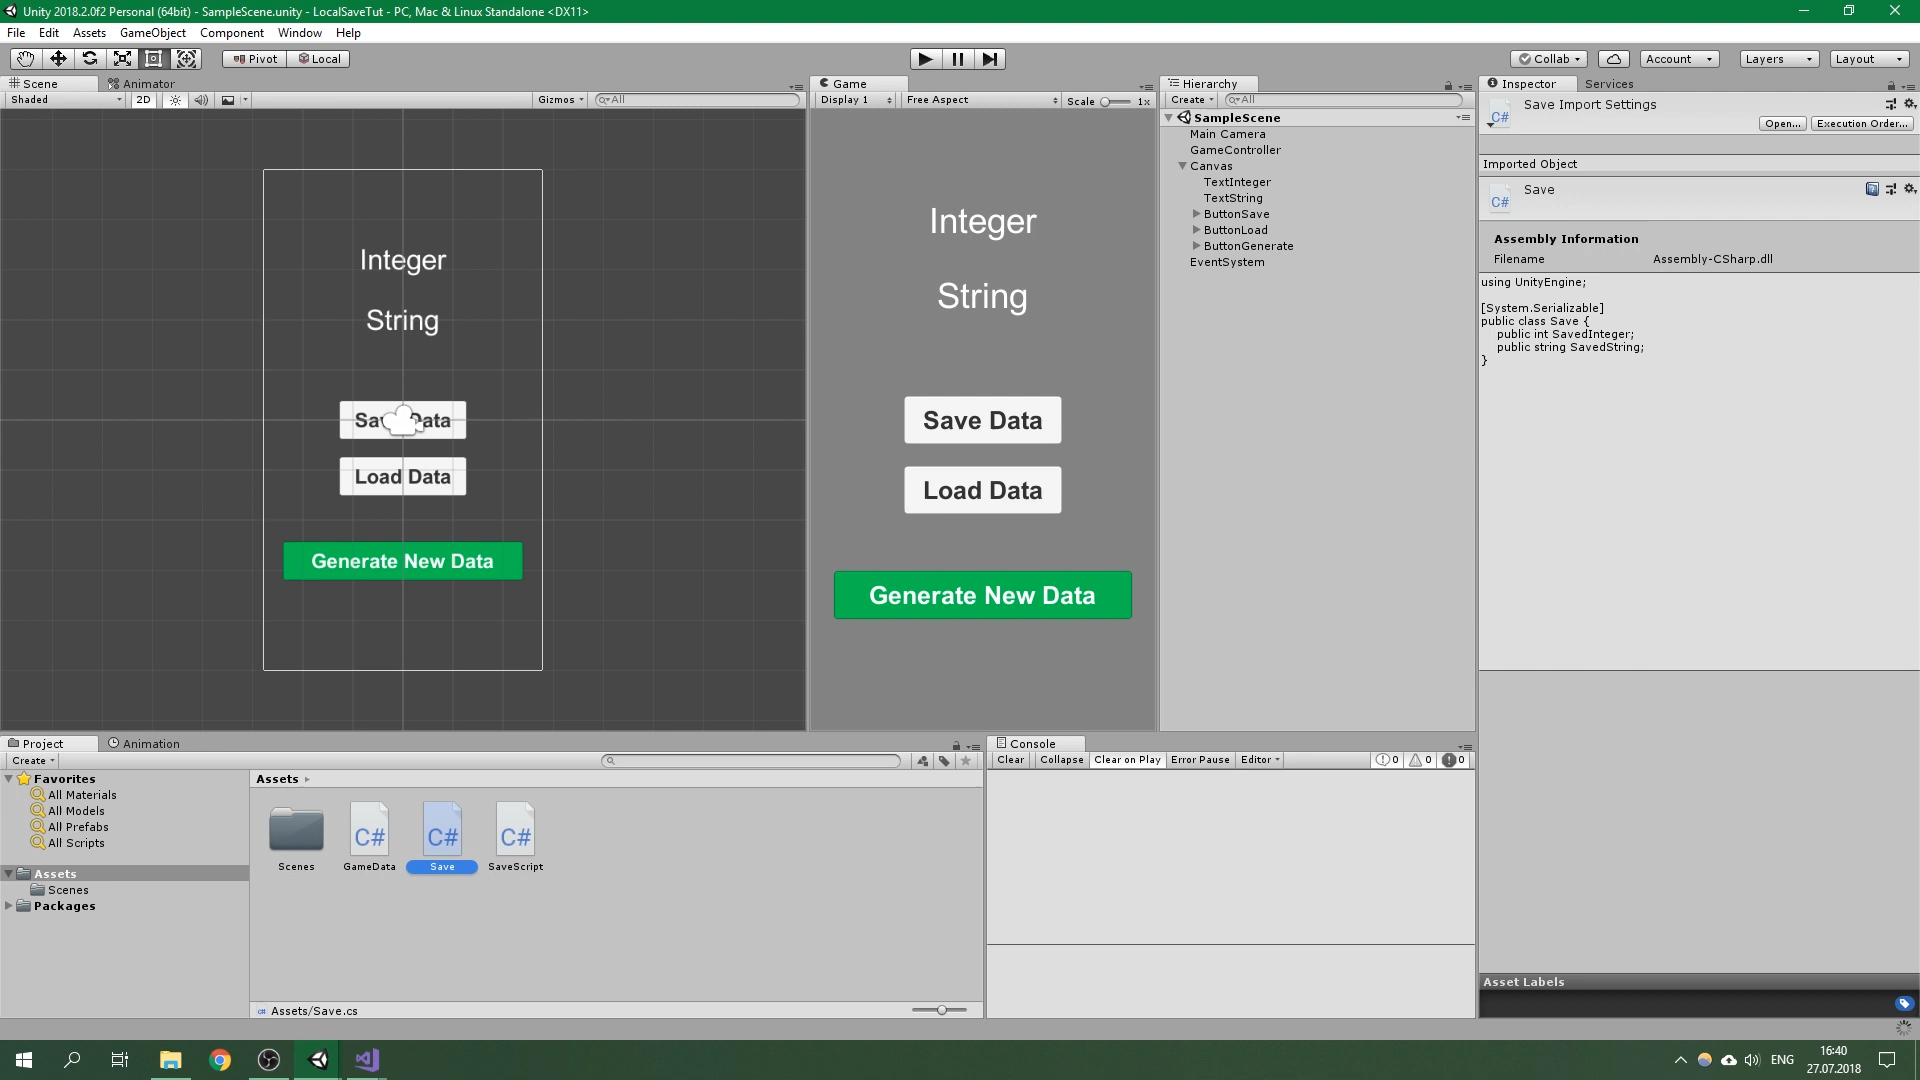 Unity 2018.2.0f2 Personal (64bit) - SampleScene.unity - LocalSaveTut - PC, Mac & Linux Standalone <DX11>
File Edit Assets GameObject Component Window Help
Pivot Local Collab Account Layers Layout
Scene Animator
Shaded 2D Gizmos All
Integer
String
Save Data
Load Data
Generate New Data
Game
Display 1 Free Aspect Scale 1x
Integer
String
Save Data
Load Data
Generate New Data
Hierarchy
Create All
SampleScene
Main Camera
GameController
Canvas
TextInteger
TextString
ButtonSave
ButtonLoad
ButtonGenerate
EventSystem
Inspector Services
C# Save Import Settings
Open... Execution Order...
Imported Object
C# Save
Assembly Information
Filename Assembly-CSharp.dll
using UnityEngine;
[System.Serializable]
public class Save {
public int SavedInteger;
public string SavedString;
}
Asset Labels
Project Animation
Create
Favorites
All Materials
All Models
All Prefabs
All Scripts
Assets
Scenes
Packages
Assets
C# C# C#
Scenes GameData Save SaveScript
Assets/Save.cs
Console
Clear Collapse Clear on Play Error Pause Editor 0 0 0
ENG 16:40
27.07.2018